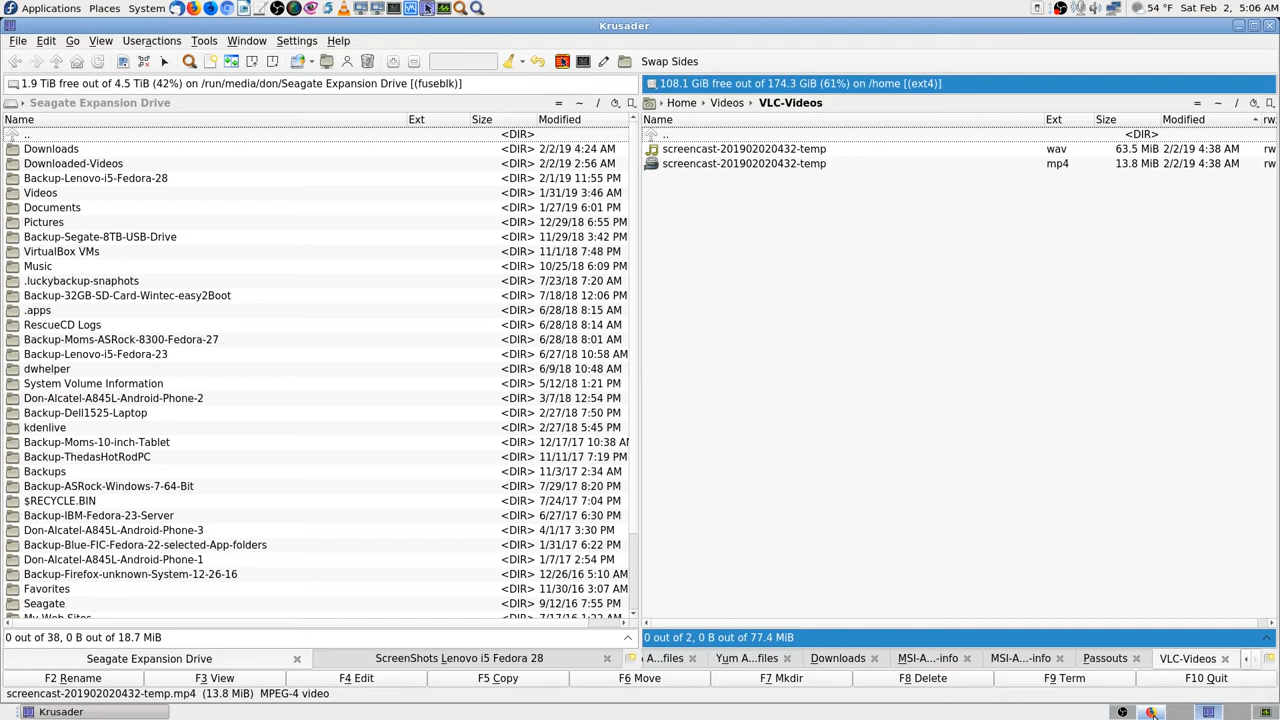 Applications Places System 54 °F Sat Feb 2, 5:06 AM
Krusader
File Edit Go View Useractions Tools Window Settings Help
Swap Sides
1.9 TiB free out of 4.5 TiB (42%) on /run/media/don/Seagate Expansion Drive [(fuseblk)]
108.1 GiB free out of 174.3 GiB (61%) on /home [(ext4)]
Seagate Expansion Drive = ~ /
Home Videos VLC-Videos = ~ /
Name Ext Size Modified
.. <DIR>
Downloads <DIR> 2/2/19 4:24 AM
Downloaded-Videos <DIR> 2/2/19 2:56 AM
Backup-Lenovo-i5-Fedora-28 <DIR> 2/1/19 11:55 PM
Videos <DIR> 1/31/19 3:46 AM
Documents <DIR> 1/27/19 6:01 PM
Pictures <DIR> 12/29/18 6:55 PM
Backup-Segate-8TB-USB-Drive <DIR> 11/29/18 3:42 PM
VirtualBox VMs <DIR> 11/1/18 7:48 PM
Music <DIR> 10/25/18 6:09 PM
.luckybackup-snaphots <DIR> 7/23/18 7:20 AM
Backup-32GB-SD-Card-Wintec-easy2Boot <DIR> 7/18/18 12:06 PM
.apps <DIR> 6/28/18 8:15 AM
RescueCD Logs <DIR> 6/28/18 8:14 AM
Backup-Moms-ASRock-8300-Fedora-27 <DIR> 6/28/18 8:01 AM
Backup-Lenovo-i5-Fedora-23 <DIR> 6/27/18 10:58 AM
dwhelper <DIR> 6/9/18 10:48 AM
System Volume Information <DIR> 5/12/18 1:21 PM
Don-Alcatel-A845L-Android-Phone-2 <DIR> 3/7/18 12:54 PM
Backup-Dell1525-Laptop <DIR> 2/27/18 7:50 PM
kdenlive <DIR> 2/27/18 5:45 PM
Backup-Moms-10-inch-Tablet <DIR> 12/17/17 10:38 AM
Backup-ThedasHotRodPC <DIR> 11/11/17 7:19 PM
Backups <DIR> 11/3/17 2:34 AM
Backup-ASRock-Windows-7-64-Bit <DIR> 7/29/17 8:20 PM
$RECYCLE.BIN <DIR> 7/24/17 7:04 PM
Backup-IBM-Fedora-23-Server <DIR> 6/27/17 6:30 PM
Don-Alcatel-A845L-Android-Phone-3 <DIR> 4/1/17 3:30 PM
Backup-Blue-FIC-Fedora-22-selected-App-folders <DIR> 1/31/17 6:22 PM
Don-Alcatel-A845L-Android-Phone-1 <DIR> 1/7/17 2:54 PM
Backup-Firefox-unknown-System-12-26-16 <DIR> 12/26/16 5:10 AM
Favorites <DIR> 11/30/16 3:07 AM
Seagate <DIR> 9/12/16 7:55 PM
My Web Sites <DIR> 7/17/16 1:22 AM
Name Ext Size Modified rw
.. <DIR>
screencast-201902020432-temp wav 63.5 MiB 2/2/19 4:38 AM rw
screencast-201902020432-temp mp4 13.8 MiB 2/2/19 4:38 AM rw
0 out of 38, 0 B out of 18.7 MiB
0 out of 2, 0 B out of 77.4 MiB
Seagate Expansion Drive ScreenShots Lenovo i5 Fedora 28
A...files Yum A...files Downloads MSI-A...-info MSI-A...-info Passouts VLC-Videos
F2 Rename F3 View F4 Edit F5 Copy F6 Move F7 Mkdir F8 Delete F9 Term F10 Quit
screencast-201902020432-temp.mp4 (13.8 MiB) MPEG-4 video
Krusader